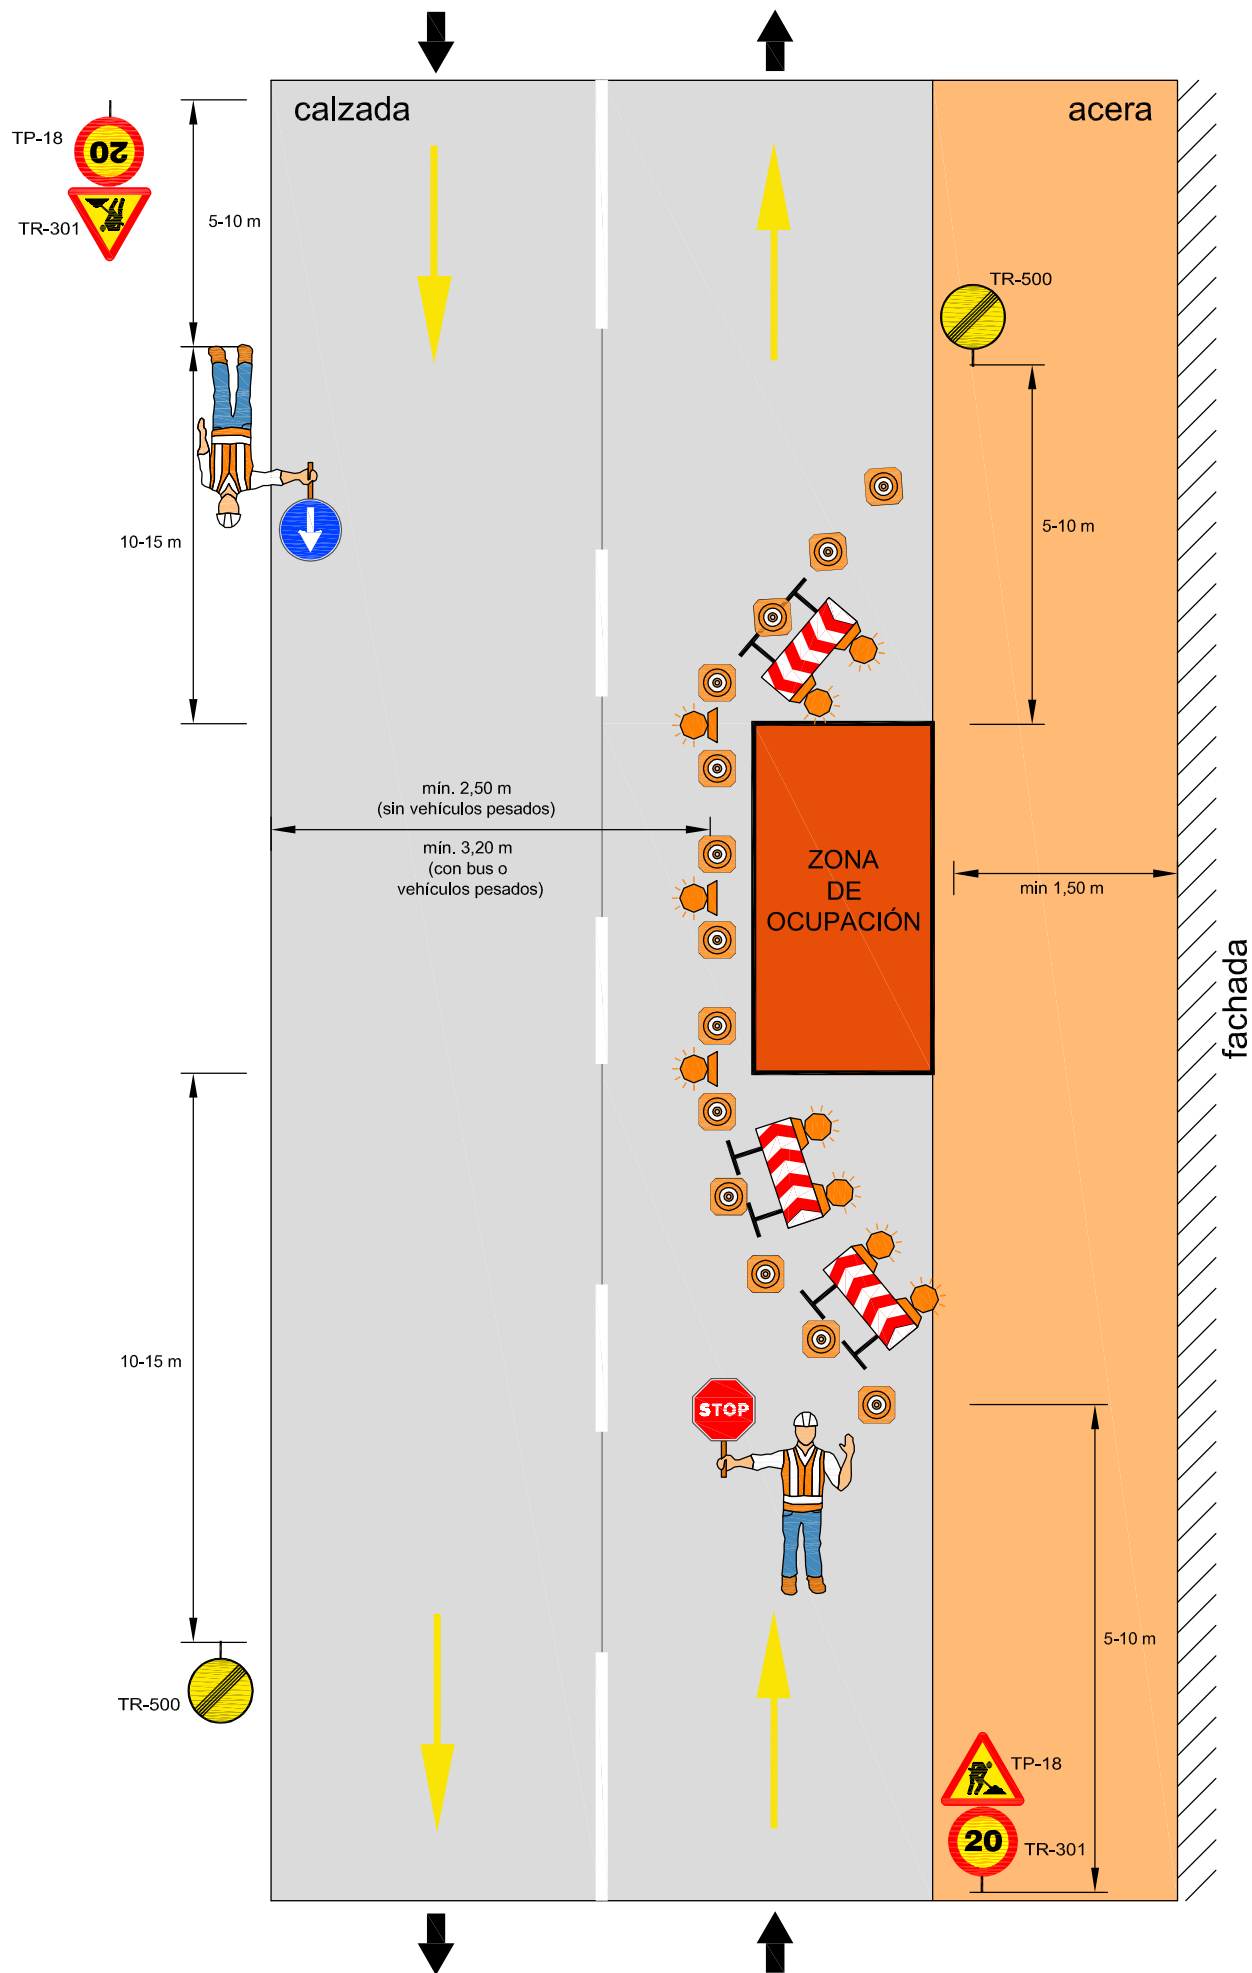 calzada
acera
TP-18
20
TR-301
5-10 m
TR-500
10-15 m
5-10 m
mín. 2,50 m
(sin vehículos pesados)
mín. 3,20 m
(con bus o
vehículos pesados)
ZONA
DE
OCUPACIÓN
min 1,50 m
fachada
10-15 m
STOP
5-10 m
TR-500
TP-18
20
TR-301